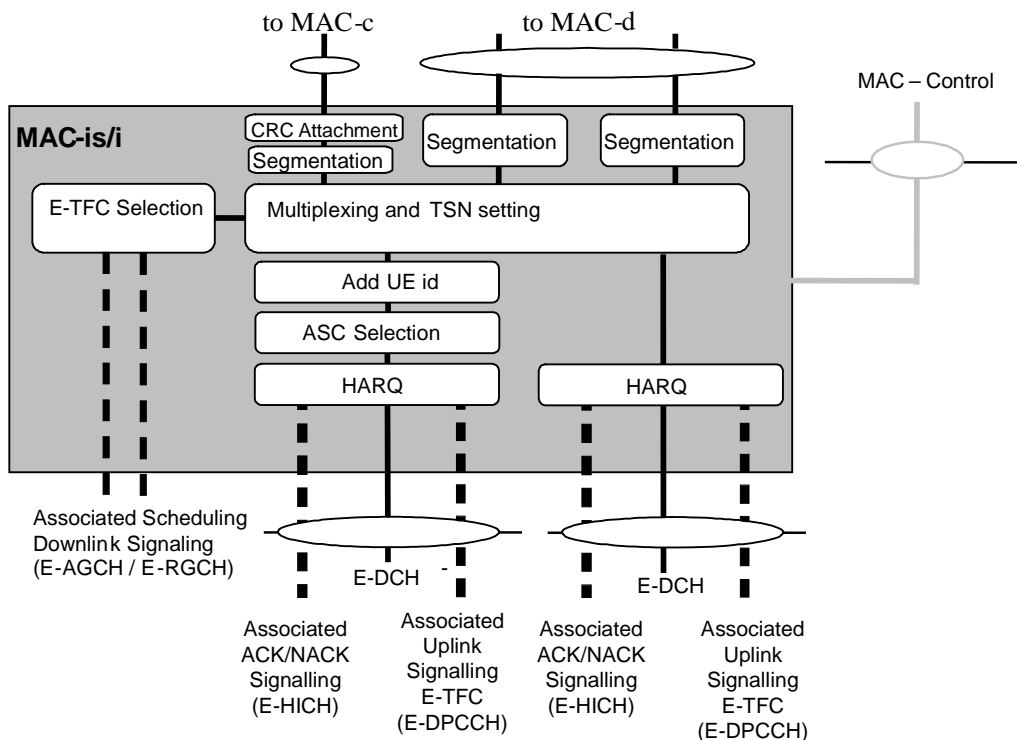 to MAC-c
to MAC-d
MAC – Control
MAC-is/i
CRC Attachment
Segmentation
Segmentation
Segmentation
E-TFC Selection
Multiplexing and TSN setting
Add UE id
ASC Selection
HARQ
HARQ
Associated Scheduling
Downlink Signaling
(E-AGCH / E-RGCH)
E-DCH
-
E-DCH
Associated
ACK/NACK
Signalling
(E-HICH)
Associated
Uplink
Signalling
E-TFC
(E-DPCCH)
Associated
ACK/NACK
Signalling
(E-HICH)
Associated
Uplink
Signalling
E-TFC
(E-DPCCH)